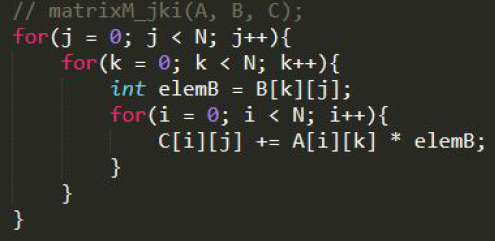 // matrixM_jki(A, B, C);
for(j = 0; j < N; j++){
for(k = 0; k < N; k++){
int elemB = B[k][j];
for(i = 0; i < N; i++){
C[i][j] += A[i][k] * elemB;
}
}
}